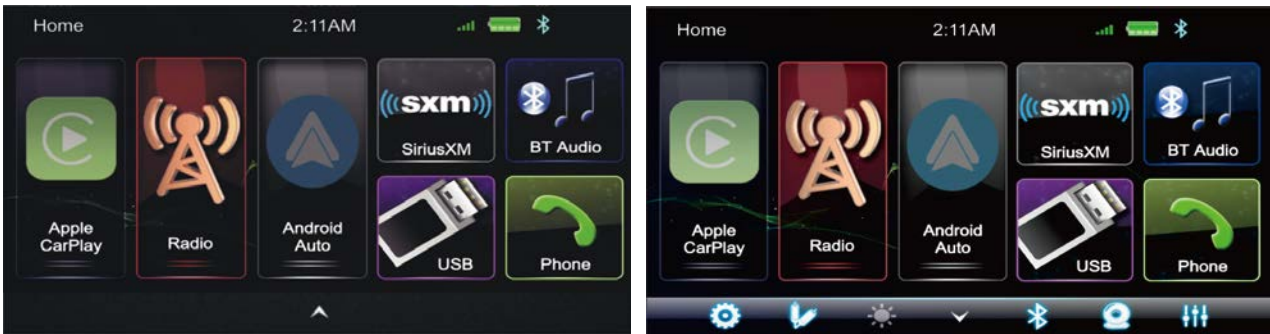 Home 2:11AM
sxm
SiriusXM
BT Audio
Apple
CarPlay
Radio
Android
Auto
USB
Phone
Home 2:11AM
sxm
SiriusXM
BT Audio
Apple
CarPlay
Radio
Android
Auto
USB
Phone